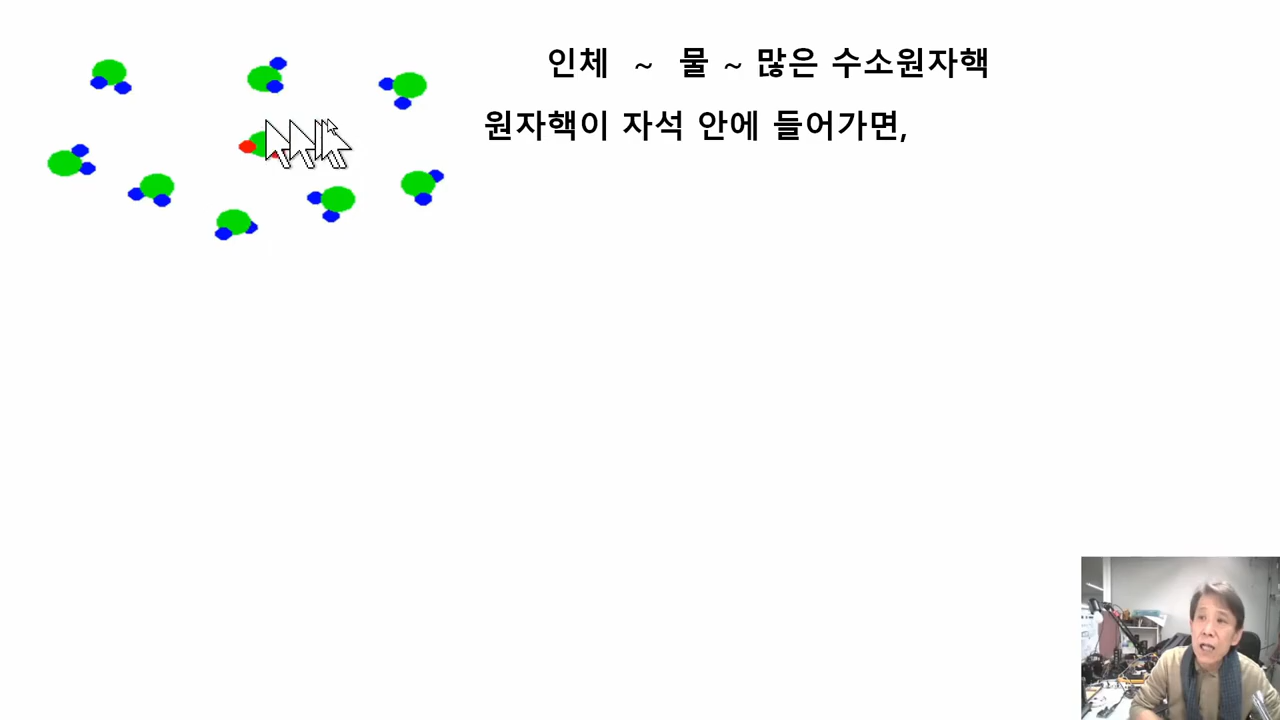 인체 ~ 물 ~ 많은 수소원자핵
원자핵이 자석 안에 들어가면,